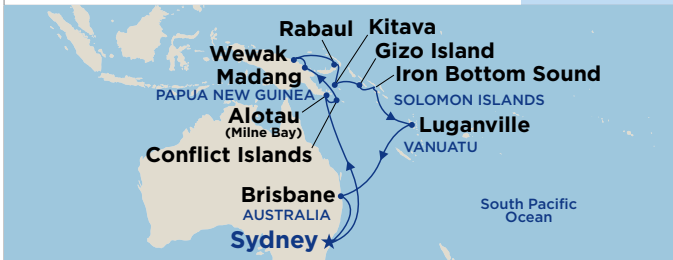 Rabaul
Kitava
Wewak
Gizo Island
Madang
Iron Bottom Sound
PAPUA NEW GUINEA
SOLOMON ISLANDS
Alotau
(Milne Bay)
Luganville
Conflict Islands
VANUATU
Brisbane
AUSTRALIA
South Pacific
Ocean
Sydney